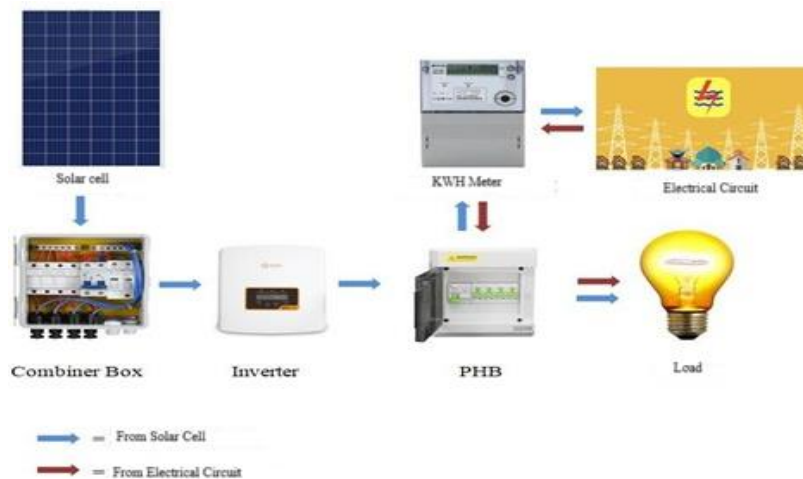 Solar cell
KWH Meter
Electrical Circuit
Combiner Box
Inverter
PHB
Load
= From Solar Cell
= From Electrical Circuit